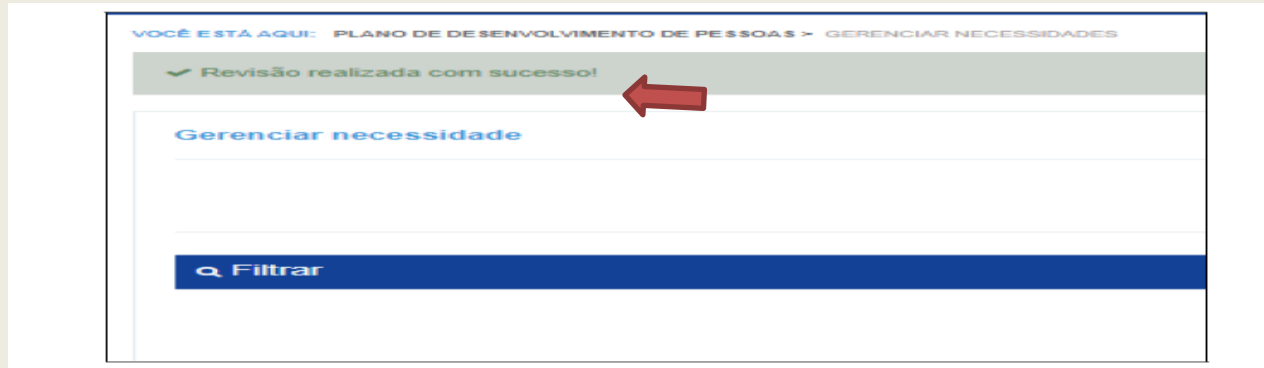 VOCÊ ESTÁ AQUI: PLANO DE DESENVOLVIMENTO DE PESSOAS > GERENCIAR NECESSIDADES
Revisão realizada com sucesso!
Gerenciar necessidade
Filtrar